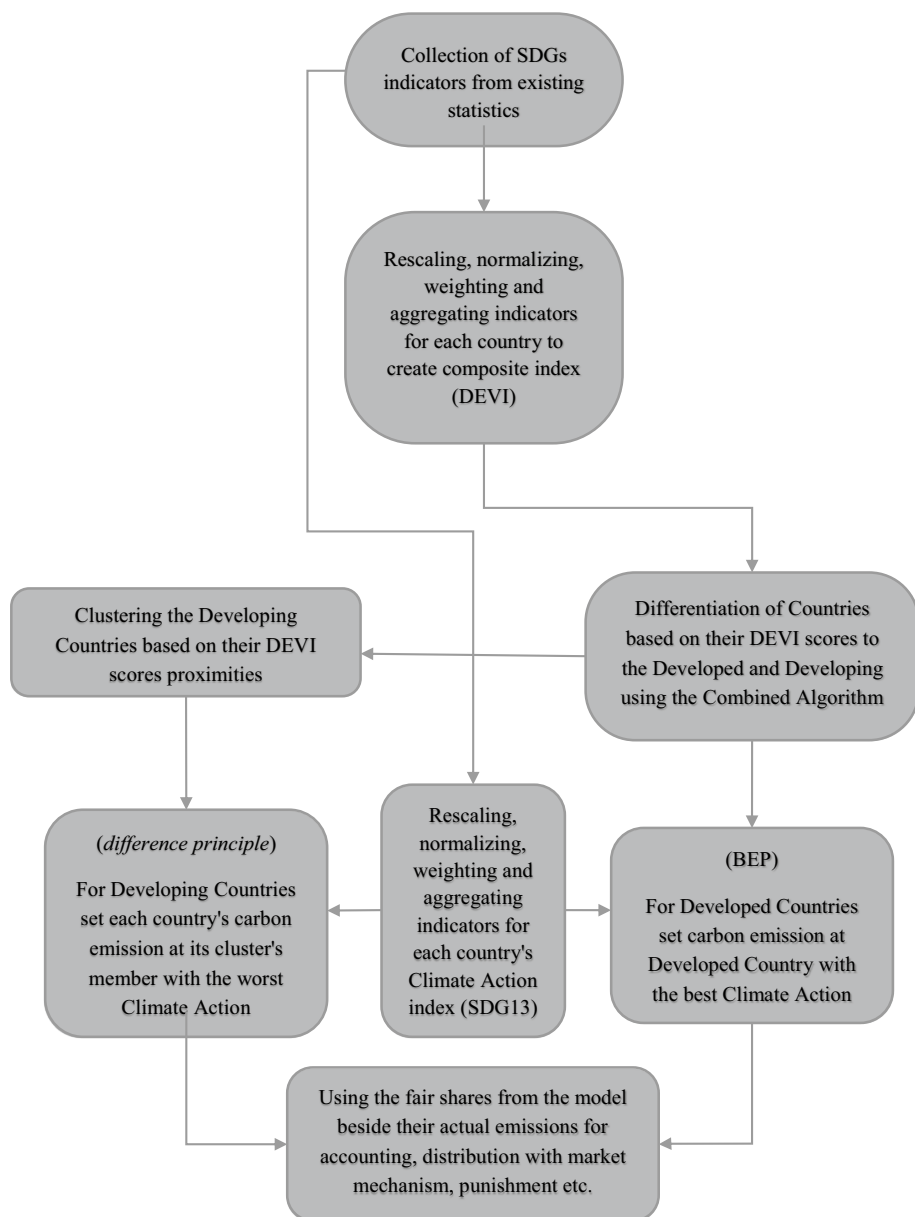 Collection of SDGs
indicators from existing
statistics
Rescaling, normalizing,
weighting and
aggregating indicators
for each country to
create composite index
(DEVI)
Clustering the Developing
Countries based on their DEVI
scores proximities
Differentiation of Countries
based on their DEVI scores to
the Developed and Developing
using the Combined Algorithm
(difference principle)
For Developing Countries
set each country's carbon
emission at its cluster's
member with the worst
Climate Action
Rescaling,
normalizing,
weighting and
aggregating
indicators for
each country's
Climate Action
index (SDG13)
(BEP)
For Developed Countries
set carbon emission at
Developed Country with
the best Climate Action
Using the fair shares from the model
beside their actual emissions for
accounting, distribution with market
mechanism, punishment etc.